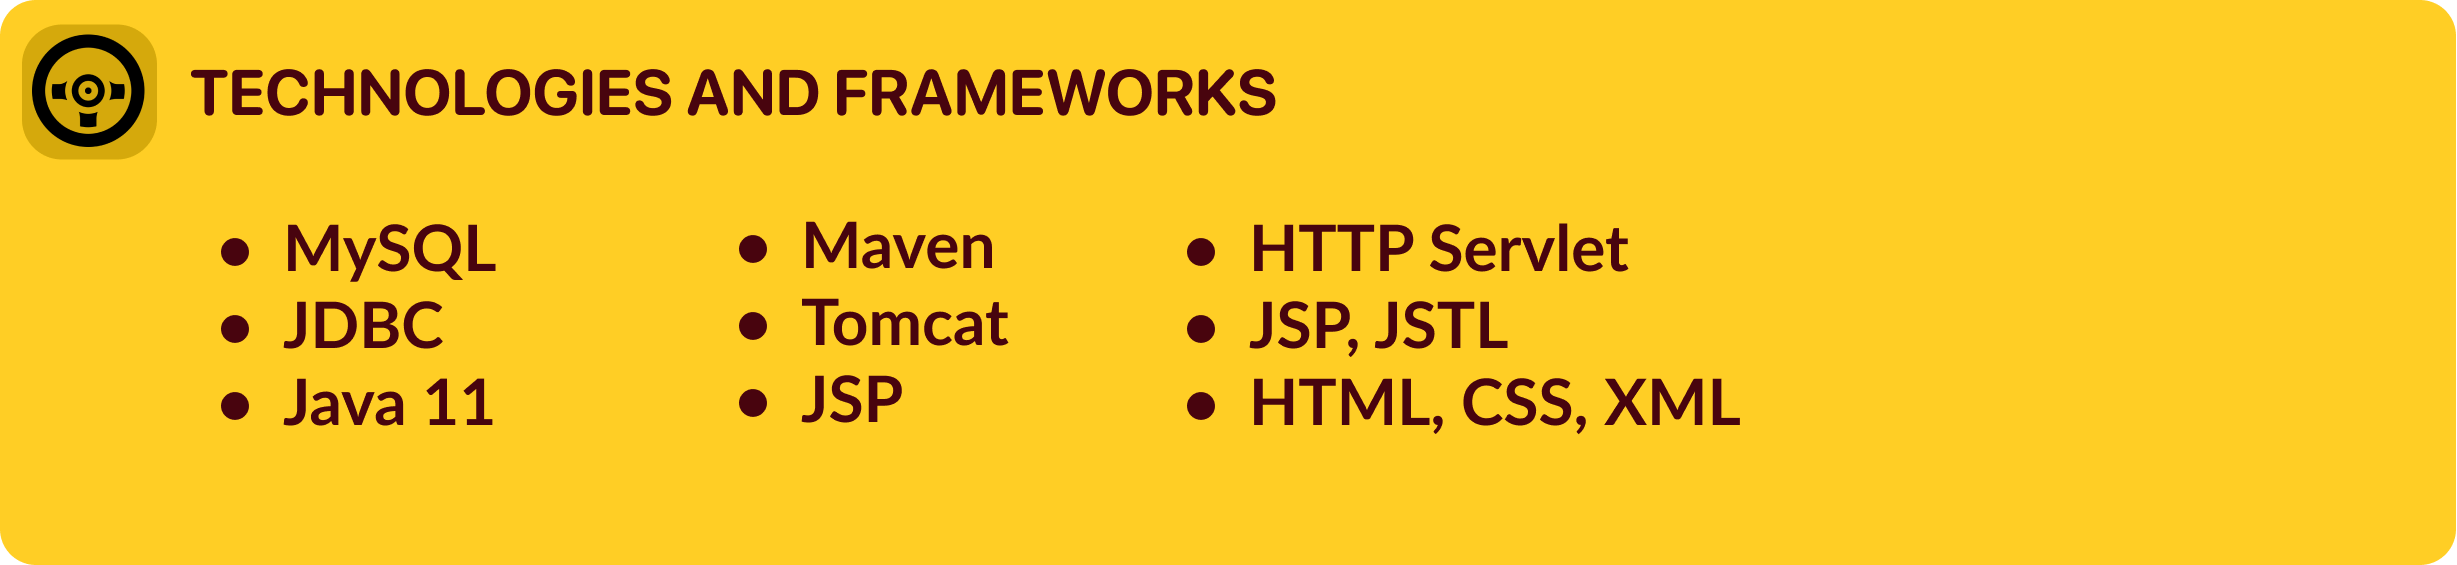 TECHNOLOGIES AND FRAMEWORKS
• MySQL
• JDBC
• Java 11
• Maven
• Tomcat
• JSP
• HTTP Servlet
• JSP, JSTL
• HTML, CSS, XML